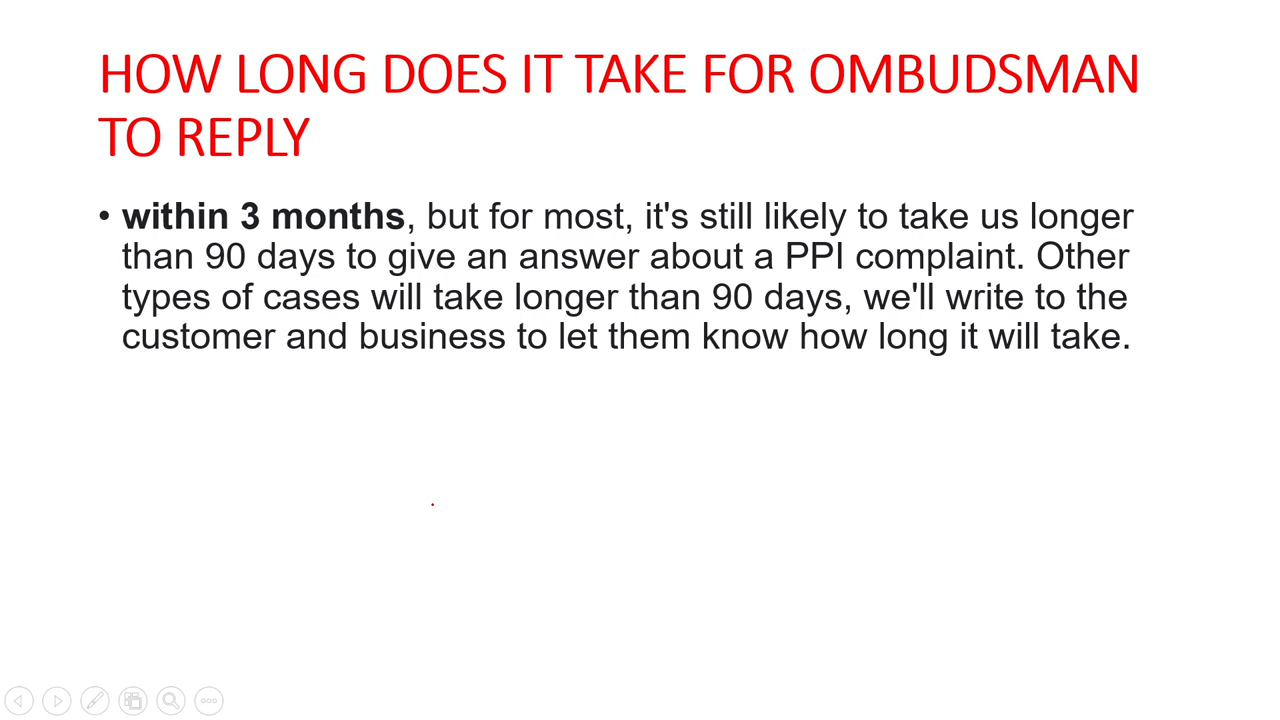 HOW LONG DOES IT TAKE FOR OMBUDSMAN
TO REPLY
• within 3 months, but for most, it's still likely to take us longer
than 90 days to give an answer about a PPI complaint. Other
types of cases will take longer than 90 days, we'll write to the
customer and business to let them know how long it will take.